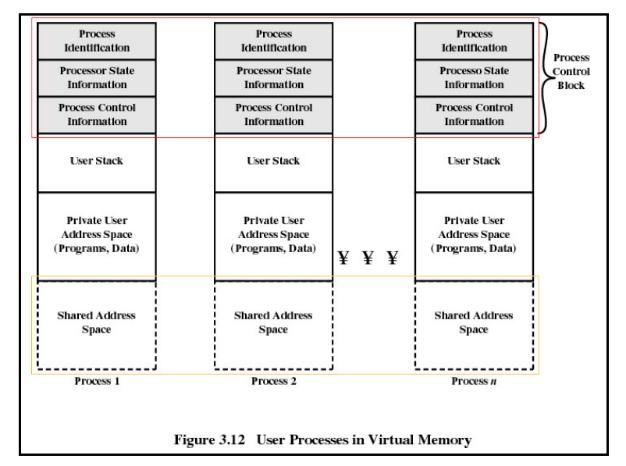 Process
Identification
Processor State
Information
Process Control
Information
User Stack
Private User
Address Space
(Programs, Data)
Shared Address
Space
Process 1
Process
Identification
Processor State
Information
Process Control
Information
User Stack
Private User
Address Space
(Programs, Data)
Shared Address
Space
Process 2
¥ ¥ ¥
Process
Identification
Processo State
Information
Process Control
Information
User Stack
Private User
Address Space
(Programs, Data)
Shared Address
Space
Process n
Process
Control
Block
Figure 3.12 User Processes in Virtual Memory